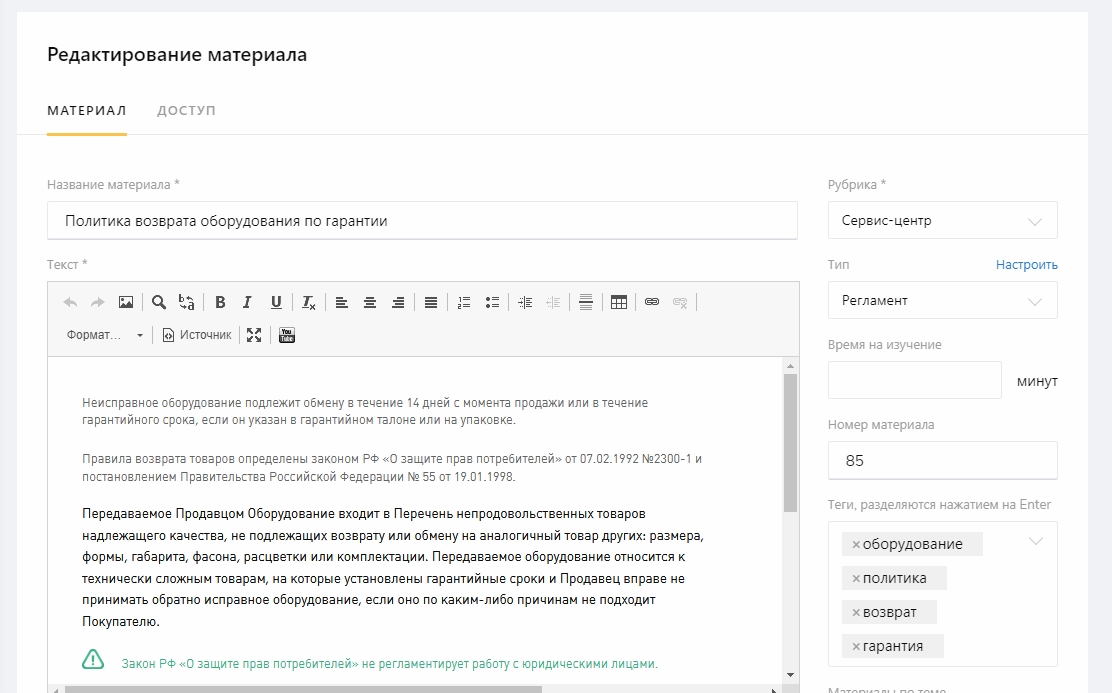 Редактирование материала
МАТЕРИАЛ ДОСТУП
Название материала *
Политика возврата оборудования по гарантии
Текст *
Формат...
Источник
You Tube
Неисправное оборудование подлежит обмену в течение 14 дней с момента продажи или в течение
гарантийного срока, если он указан в гарантийном талоне или на упаковке.
Правила возврата товаров определены законом РФ «О защите прав потребителей» от 07.02.1992 №2300-1 и
постановлением Правительства Российской Федерации № 55 от 19.01.1998.
Передаваемое Продавцом Оборудование входит в Перечень непродовольственных товаров
надлежащего качества, не подлежащих возврату или обмену на аналогичный товар других: размера,
формы, габарита, фасона, расцветки или комплектации. Передаваемое оборудование относится к
технически сложным товарам, на которые установлены гарантийные сроки и Продавец вправе не
принимать обратно исправное оборудование, если оно по каким-либо причинам не подходит
Покупателю.
Закон РФ «О защите прав потребителей» не регламентирует работу с юридическими лицами.
Рубрика *
Сервис-центр
Тип Настроить
Регламент
Время на изучение
минут
Номер материала
85
Теги, разделяются нажатием на Enter
×оборудование
×политика
×возврат
×гарантия
Материалы по теме